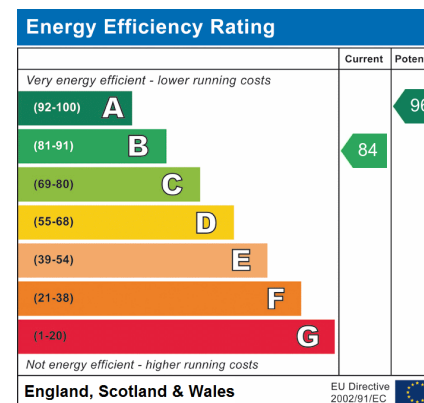 Energy Efficiency Rating
Current
Very energy efficient - lower running costs
(92-100) A
(81-91) B 84
(69-80) C
(55-68) D
(39-54) E
(21-38) F
(1-20) G
Not energy efficient - higher running costs
England, Scotland & Wales
EU Directive
2002/91/EC